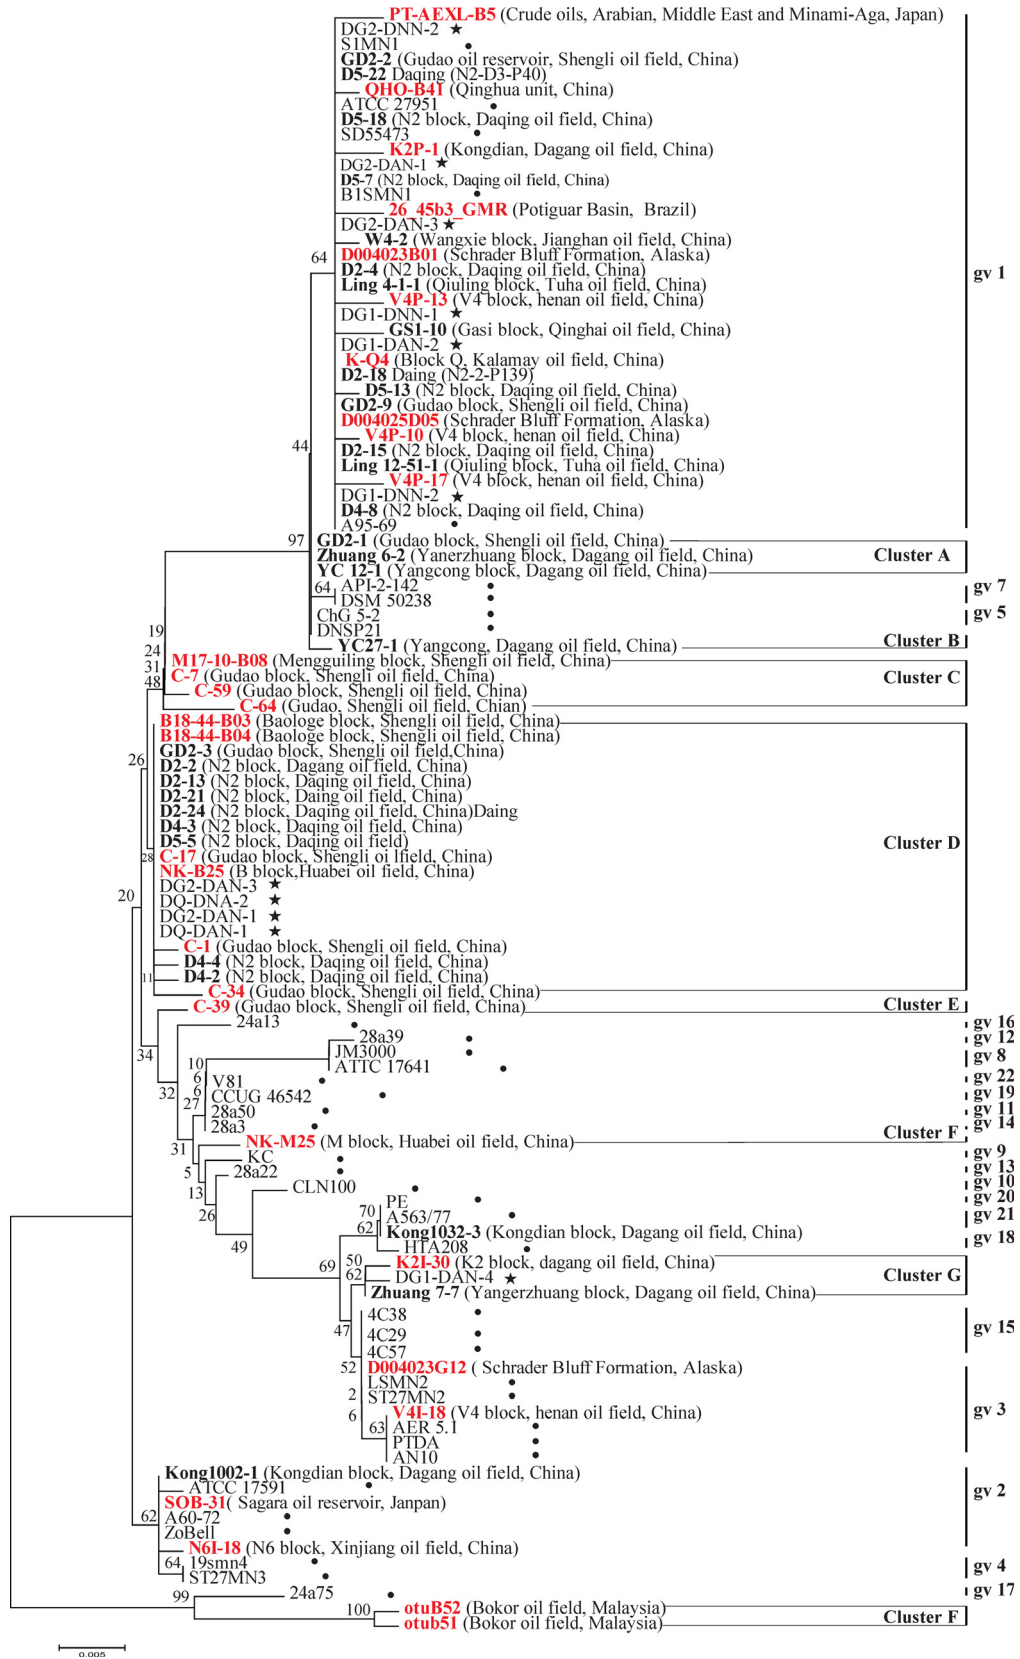 PT-AEXL-B5 (Crude oils, Arabian, Middle East and Minami-Aga, Japan)
DG2-DNN-2 ★
S1MN1 •
GD2-2 (Gudao oil reservoir, Shengli oil field, China)
D5-22 Daqing (N2-D3-P40)
QHO-B41 (Qinghua unit, China)
ATCC 27951 •
D5-18 (N2 block, Daqing oil field, China)
SD55473 •
K2P-1 (Kongdian, Dagang oil field, China)
DG2-DAN-1 ★
D5-7 (N2 block, Daqing oil field, China)
B1SMN1 •
26_45b3_GMR (Potiguar Basin, Brazil)
DG2-DAN-3 ★
W4-2 (Wangxie block, Jianghan oil field, China)
64 D004023B01 (Schrader Bluff Formation, Alaska)
D2-4 (N2 block, Daqing oil field, China)
gv 1
Ling 4-1-1 (Qiuling block, Tuha oil field, China)
V4P-13 (V4 block, henan oil field, China)
DG1-DNN-1 ★
GS1-10 (Gasi block, Qinghai oil field, China)
DG1-DAN-2 ★
K-Q4 (Block Q, Kalamay oil field, China)
D2-18 Daing (N2-2-P139)
D5-13 (N2 block, Daqing oil field, China)
GD2-9 (Gudao block, Shengli oil field, China)
D004025D05 (Schrader Bluff Formation, Alaska)
V4P-10 (V4 block, henan oil field, China)
44 D2-15 (N2 block, Daqing oil field, China)
Ling 12-51-1 (Qiuling block, Tuha oil field, China)
V4P-17 (V4 block, henan oil field, China)
DG1-DNN-2 ★
D4-8 (N2 block, Daqing oil field, China)
A95-69 •
97 GD2-1 (Gudao block, Shengli oil field, China)
Zhuang 6-2 (Yanerzhuang block, Dagang oil field, China) Cluster A
YC 12-1 (Yangcong block, Dagang oil field, China)
64 API-2-142 • gv 7
DSM 50238 •
ChG 5-2 • gv 5
DNSP21 •
19
YC27-1 (Yangcong, Dagang oil field, China) Cluster B
24
M17-10-B08 (Mengguiling block, Shengli oil field, China)
31
C-7 (Gudao block, Shengli oil field, China) Cluster C
48
C-59 (Gudao block, Shengli oil field, China)
C-64 (Gudao, Shengli oil field, Chian)
B18-44-B03 (Baologe block, Shengli oil field, China)
B18-44-B04 (Baologe block, Shengli oil field, China)
GD2-3 (Gudao block, Shengli oil field,China)
26 D2-2 (N2 block, Dagang oil field, China)
D2-13 (N2 block, Daqing oil field, China)
D2-21 (N2 block, Daing oil field, China)
D2-24 (N2 block, Daqing oil field, China)Daing
D4-3 (N2 block, Daqing oil field, China)
D5-5 (N2 block, Daqing oil field) Cluster D
28 C-17 (Gudao block, Shengli oi lfield, China)
NK-B25 (B block,Huabei oil field, China)
DG2-DAN-3 ★
20 DQ-DNA-2 ★
DG2-DAN-1 ★
DQ-DAN-1 ★
C-1 (Gudao block, Shengli oil field, China)
D4-4 (N2 block, Daqing oil field, China)
11 D4-2 (N2 block, Daqing oil field, China)
C-34 (Gudao block, Shengli oil field, China)
C-39 (Gudao block, Shengli oil field, China) Cluster E
24a13 • gv 16
28a39 • gv 12
34 JM3000 • gv 8
10 ATTC 17641 •
6 V81 • gv 22
32 6 CCUG 46542 • gv 19
27 28a50 • gv 11
28a3 • gv 14
NK-M25 (M block, Huabei oil field, China) Cluster F
31 KC • gv 9
5 28a22 • gv 13
13 CLN100 • gv 10
PE • gv 20
26 70 A563/77 • gv 21
62 Kong1032-3 (Kongdian block, Dagang oil field, China) gv 18
49 HTA208 •
69 50 K2I-30 (K2 block, dagang oil field, China)
62 DG1-DAN-4 ★ Cluster G
Zhuang 7-7 (Yangerzhuang block, Dagang oil field, China)
4C38 •
47 4C29 • gv 15
4C57 •
52 D004023G12 ( Schrader Bluff Formation, Alaska)
LSMN2 •
2 ST27MN2 •
6 V4I-18 (V4 block, henan oil field, China) gv 3
63 AER 5.1 •
PTDA •
AN10 •
Kong1002-1 (Kongdian block, Dagang oil field, China)
ATCC 17591 • gv 2
SOB-31( Sagara oil reservoir, Janpan)
62 A60-72 •
ZoBell •
N6I-18 (N6 block, Xinjiang oil field, China)
64 19smn4 • gv 4
ST27MN3 •
99 24a75 • gv 17
100 otuB52 (Bokor oil field, Malaysia) Cluster F
otub51 (Bokor oil field, Malaysia)
0.005